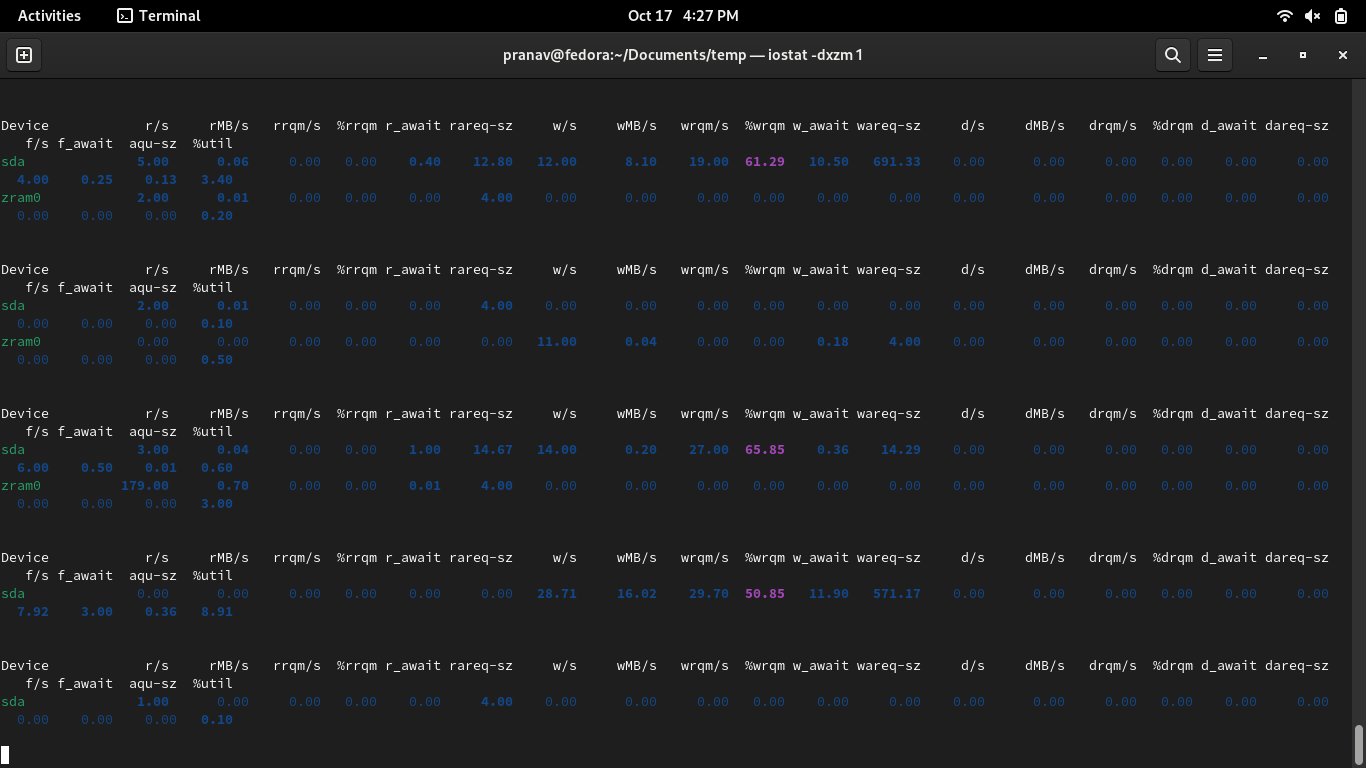 Activities Terminal Oct 17 4:27 PM
pranav@fedora:~/Documents/temp — iostat -dxzm 1
Device r/s rMB/s rrqm/s %rrqm r_await rareq-sz w/s wMB/s wrqm/s %wrqm w_await wareq-sz d/s dMB/s drqm/s %drqm d_await dareq-sz
f/s f_await aqu-sz %util
sda 5.00 0.06 0.00 0.00 0.40 12.80 12.00 8.10 19.00 61.29 10.50 691.33 0.00 0.00 0.00 0.00 0.00 0.00
4.00 0.25 0.13 3.40
zram0 2.00 0.01 0.00 0.00 0.00 4.00 0.00 0.00 0.00 0.00 0.00 0.00 0.00 0.00 0.00 0.00 0.00 0.00
0.00 0.00 0.00 0.20
Device r/s rMB/s rrqm/s %rrqm r_await rareq-sz w/s wMB/s wrqm/s %wrqm w_await wareq-sz d/s dMB/s drqm/s %drqm d_await dareq-sz
f/s f_await aqu-sz %util
sda 2.00 0.01 0.00 0.00 0.00 4.00 0.00 0.00 0.00 0.00 0.00 0.00 0.00 0.00 0.00 0.00 0.00 0.00
0.00 0.00 0.00 0.10
zram0 0.00 0.00 0.00 0.00 0.00 0.00 11.00 0.04 0.00 0.00 0.18 4.00 0.00 0.00 0.00 0.00 0.00 0.00
0.00 0.00 0.00 0.50
Device r/s rMB/s rrqm/s %rrqm r_await rareq-sz w/s wMB/s wrqm/s %wrqm w_await wareq-sz d/s dMB/s drqm/s %drqm d_await dareq-sz
f/s f_await aqu-sz %util
sda 3.00 0.04 0.00 0.00 1.00 14.67 14.00 0.20 27.00 65.85 0.36 14.29 0.00 0.00 0.00 0.00 0.00 0.00
6.00 0.50 0.01 0.60
zram0 179.00 0.70 0.00 0.00 0.01 4.00 0.00 0.00 0.00 0.00 0.00 0.00 0.00 0.00 0.00 0.00 0.00 0.00
0.00 0.00 0.00 3.00
Device r/s rMB/s rrqm/s %rrqm r_await rareq-sz w/s wMB/s wrqm/s %wrqm w_await wareq-sz d/s dMB/s drqm/s %drqm d_await dareq-sz
f/s f_await aqu-sz %util
sda 0.00 0.00 0.00 0.00 0.00 0.00 28.71 16.02 29.70 50.85 11.90 571.17 0.00 0.00 0.00 0.00 0.00 0.00
7.92 3.00 0.36 8.91
Device r/s rMB/s rrqm/s %rrqm r_await rareq-sz w/s wMB/s wrqm/s %wrqm w_await wareq-sz d/s dMB/s drqm/s %drqm d_await dareq-sz
f/s f_await aqu-sz %util
sda 1.00 0.00 0.00 0.00 0.00 4.00 0.00 0.00 0.00 0.00 0.00 0.00 0.00 0.00 0.00 0.00 0.00 0.00
0.00 0.00 0.00 0.10